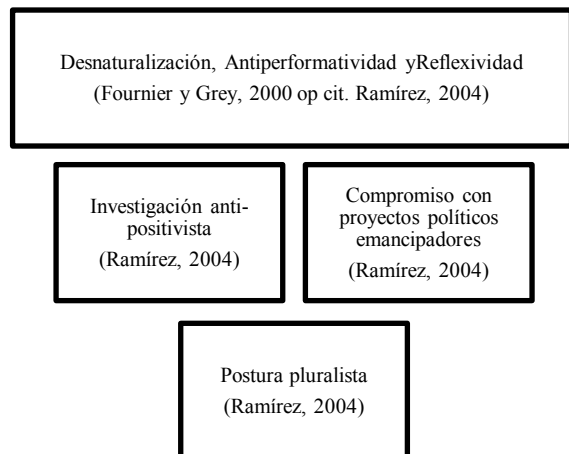 Desnaturalización, Antiperformatividad yReflexividad
(Fournier y Grey, 2000 op cit. Ramírez, 2004)
Investigación anti-
positivista
(Ramírez, 2004)
Compromiso con
proyectos políticos
emancipadores
(Ramírez, 2004)
Postura pluralista
(Ramírez, 2004)